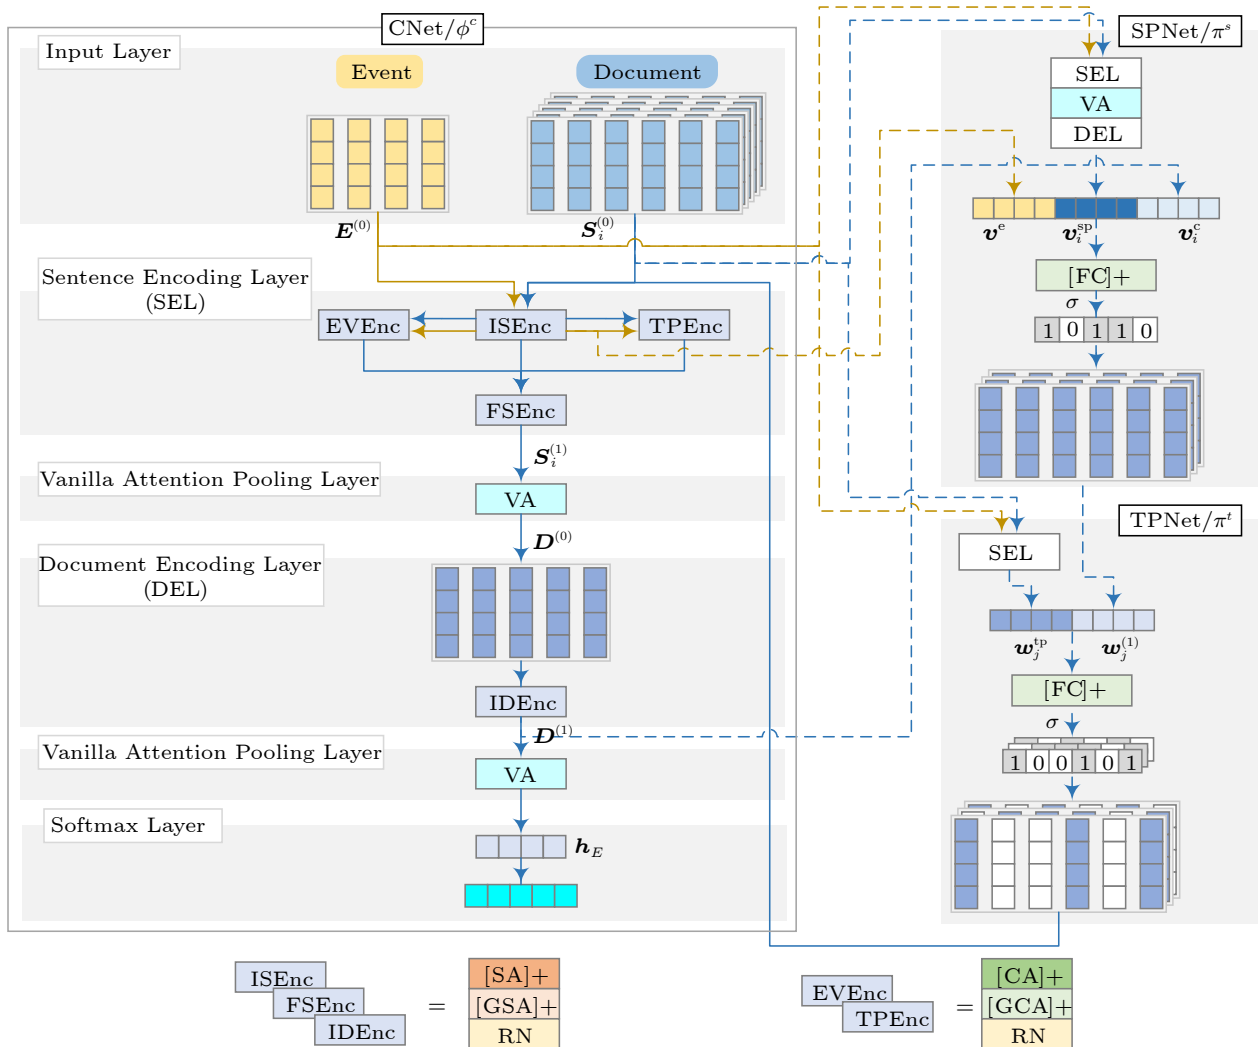 CNet/ϕ^c
Input Layer
Event
Document
E^(0)
S_i^(0)
Sentence Encoding Layer
(SEL)
EVEnc
ISEnc
TPEnc
FSEnc
S_i^(1)
Vanilla Attention Pooling Layer
VA
D^(0)
Document Encoding Layer
(DEL)
IDEnc
D^(1)
Vanilla Attention Pooling Layer
VA
Softmax Layer
h_E
SPNet/π^s
SEL
VA
DEL
v^e
v_i^sp
v_i^c
[FC]+
σ
1 0 1 1 0
TPNet/π^t
SEL
w_j^tp
w_j^(1)
[FC]+
σ
1 0 0 1 0 1
ISEnc
FSEnc
IDEnc
=
[SA]+
[GSA]+
RN
EVEnc
TPEnc
=
[CA]+
[GCA]+
RN